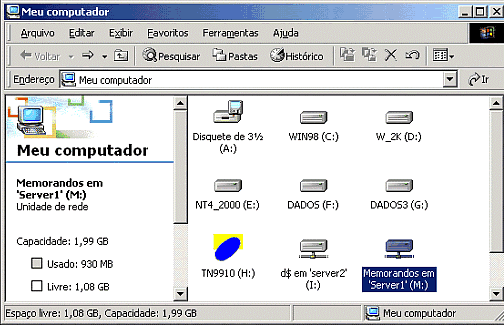 Meu computador
Arquivo Editar Exibir Favoritos Ferramentas Ajuda
Voltar Pesquisar Pastas Histórico
Endereço Meu computador Ir
Meu computador
Memorandos em
'Server1' (M:)
Unidade de rede
Capacidade: 1,99 GB
Usado: 930 MB
Livre: 1,08 GB
Disquete de 3½
(A:)
WIN98 (C:)
W_2K (D:)
NT4_2000 (E:)
DADOS (F:)
DADOS3 (G:)
TN9910 (H:)
d$ em 'server2'
(I:)
Memorandos em
'Server1' (M:)
Espaço livre: 1,08 GB, Capacidade: 1,99 GB
Meu computador